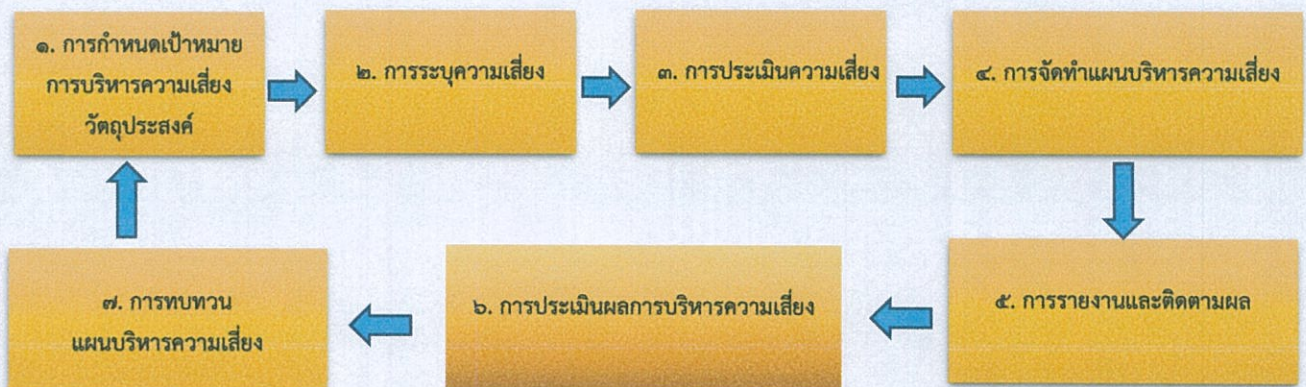 ๑. การกำหนดเป้าหมาย
การบริหารความเสี่ยง
วัตถุประสงค์
๒. การระบุความเสี่ยง
๓. การประเมินความเสี่ยง
๔. การจัดทำแผนบริหารความเสี่ยง
๕. การรายงานและติดตามผล
๖. การประเมินผลการบริหารความเสี่ยง
๗. การทบทวน
แผนบริหารความเสี่ยง